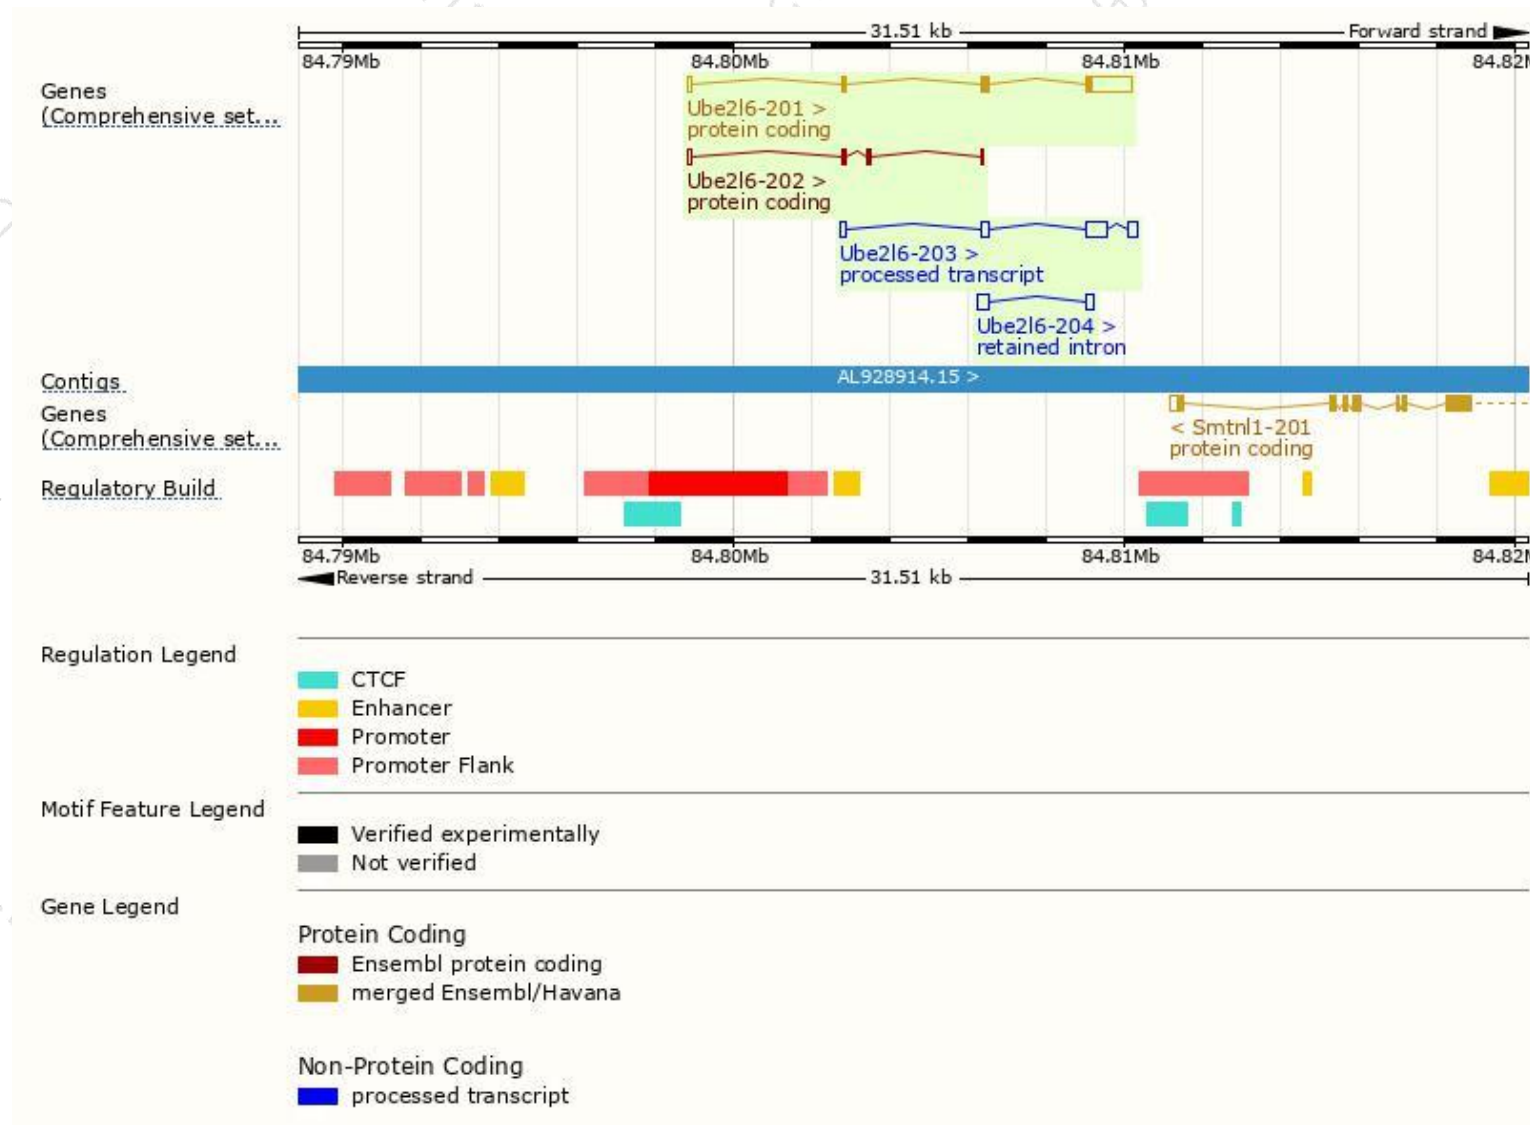 31.51 kb
Forward strand
84.79Mb
84.80Mb
84.81Mb
84.82M
Genes
(Comprehensive set...
Ube2l6-201 >
protein coding
Ube2l6-202 >
protein coding
Ube2l6-203 >
processed transcript
Ube2l6-204 >
retained intron
Contigs
AL928914.15 >
Genes
(Comprehensive set...
< Smtnl1-201
protein coding
Regulatory Build
84.79Mb
84.80Mb
84.81Mb
84.82M
Reverse strand
31.51 kb
Regulation Legend
CTCF
Enhancer
Promoter
Promoter Flank
Motif Feature Legend
Verified experimentally
Not verified
Gene Legend
Protein Coding
Ensembl protein coding
merged Ensembl/Havana
Non-Protein Coding
processed transcript